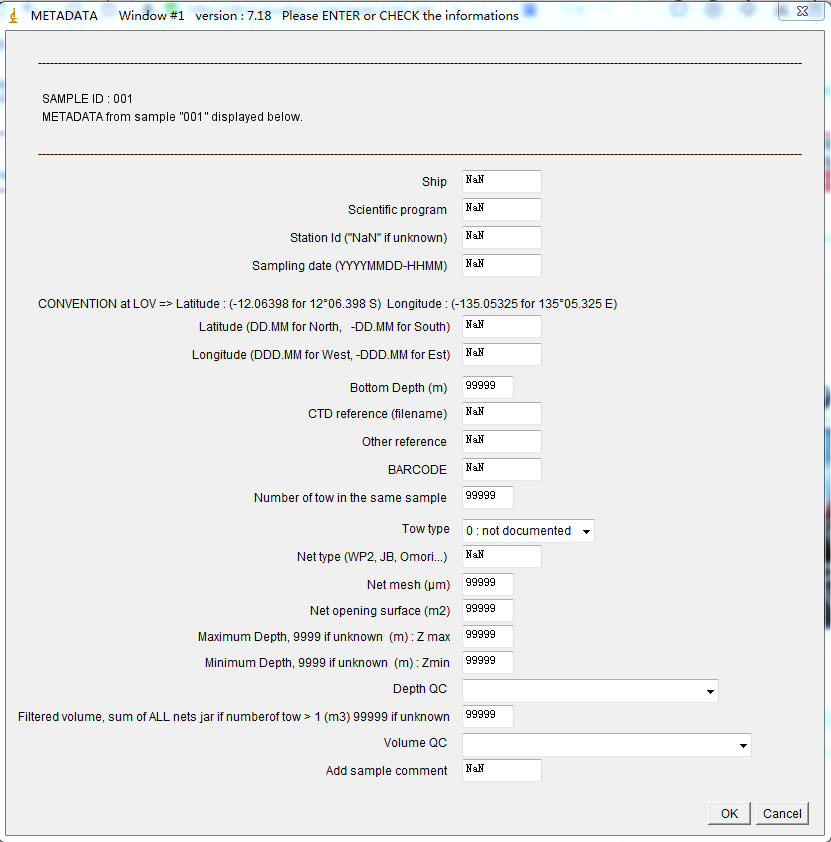 METADATA Window #1 version : 7.18 Please ENTER or CHECK the informations
SAMPLE ID : 001
METADATA from sample "001" displayed below.
Ship NaN
Scientific program NaN
Station Id ("NaN" if unknown) NaN
Sampling date (YYYYMMDD-HHMM) NaN
CONVENTION at LOV => Latitude : (-12.06398 for 12°06.398 S) Longitude : (-135.05325 for 135°05.325 E)
Latitude (DD.MM for North, -DD.MM for South) NaN
Longitude (DDD.MM for West, -DDD.MM for Est) NaN
Bottom Depth (m) 99999
CTD reference (filename) NaN
Other reference NaN
BARCODE NaN
Number of tow in the same sample 99999
Tow type 0 : not documented
Net type (WP2, JB, Omori...) NaN
Net mesh (µm) 99999
Net opening surface (m2) 99999
Maximum Depth, 9999 if unknown (m) : Z max 99999
Minimum Depth, 9999 if unknown (m) : Zmin 99999
Depth QC
Filtered volume, sum of ALL nets jar if numberof tow > 1 (m3) 99999 if unknown 99999
Volume QC
Add sample comment NaN
OK Cancel